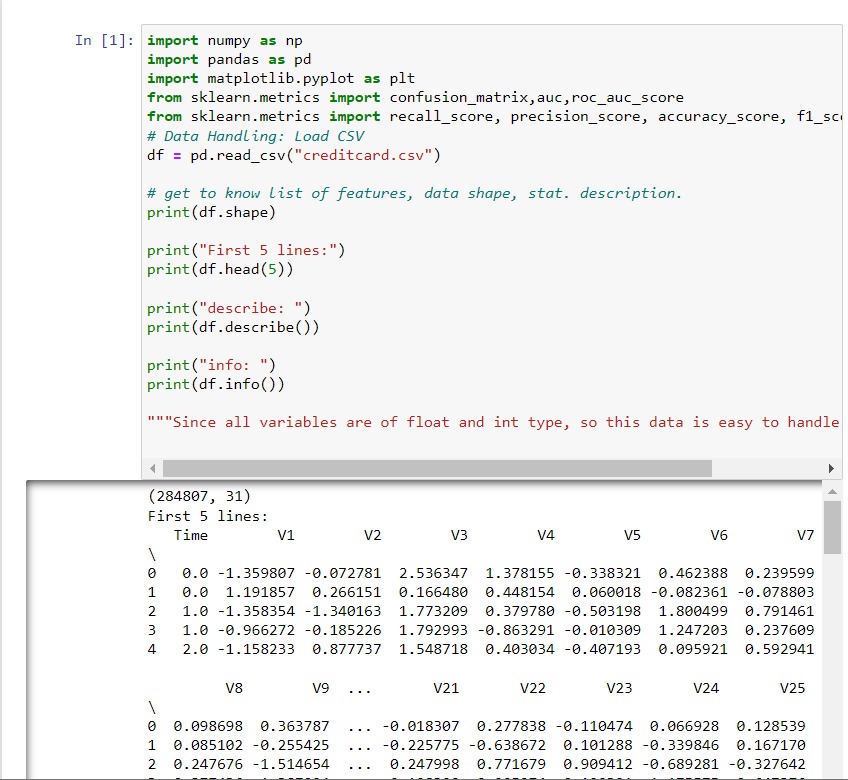 In [1]: import numpy as np
import pandas as pd
import matplotlib.pyplot as plt
from sklearn.metrics import confusion_matrix,auc,roc_auc_score
from sklearn.metrics import recall_score, precision_score, accuracy_score, f1_sc
# Data Handling: Load CSV
df = pd.read_csv("creditcard.csv")
# get to know list of features, data shape, stat. description.
print(df.shape)
print("First 5 lines:")
print(df.head(5))
print("describe: ")
print(df.describe())
print("info: ")
print(df.info())
"""Since all variables are of float and int type, so this data is easy to handle
(284807, 31)
First 5 lines:
Time V1 V2 V3 V4 V5 V6 V7
\
0 0.0 -1.359807 -0.072781 2.536347 1.378155 -0.338321 0.462388 0.239599
1 0.0 1.191857 0.266151 0.166480 0.448154 0.060018 -0.082361 -0.078803
2 1.0 -1.358354 -1.340163 1.773209 0.379780 -0.503198 1.800499 0.791461
3 1.0 -0.966272 -0.185226 1.792993 -0.863291 -0.010309 1.247203 0.237609
4 2.0 -1.158233 0.877737 1.548718 0.403034 -0.407193 0.095921 0.592941
V8 V9 ... V21 V22 V23 V24 V25
\
0 0.098698 0.363787 ... -0.018307 0.277838 -0.110474 0.066928 0.128539
1 0.085102 -0.255425 ... -0.225775 -0.638672 0.101288 -0.339846 0.167170
2 0.247676 -1.514654 ... 0.247998 0.771679 0.909412 -0.689281 -0.327642